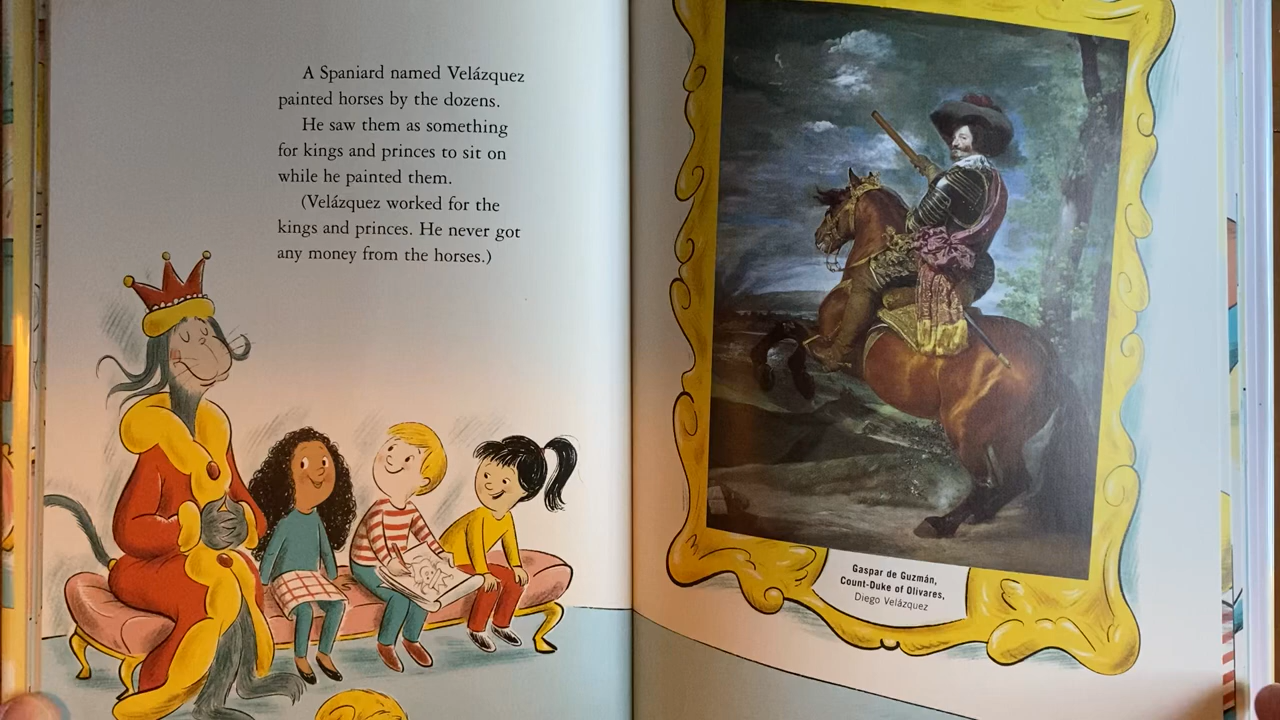 A Spaniard named Velázquez
painted horses by the dozens.
He saw them as something
for kings and princes to sit on
while he painted them.
(Velázquez worked for the
kings and princes. He never got
any money from the horses.)
Gaspar de Guzmán,
Count-Duke of Olivares,
Diego Velázquez